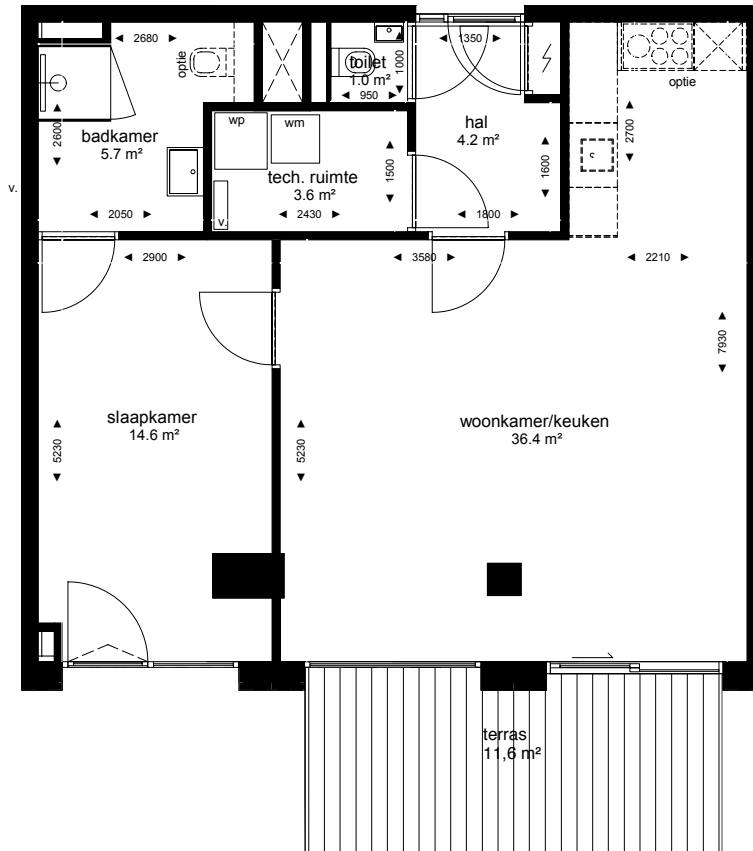 2680
optie
toilet
1.0 m²
1000
950
1350
optie
2600
badkamer
5.7 m²
wp
wm
hal
4.2 m²
2700
c
tech. ruimte
3.6 m²
1500
1600
v.
v.
2050
2430
1800
2900
3580
2210
7930
slaapkamer
14.6 m²
woonkamer/keuken
36.4 m²
5230
5230
terras
11,6 m²